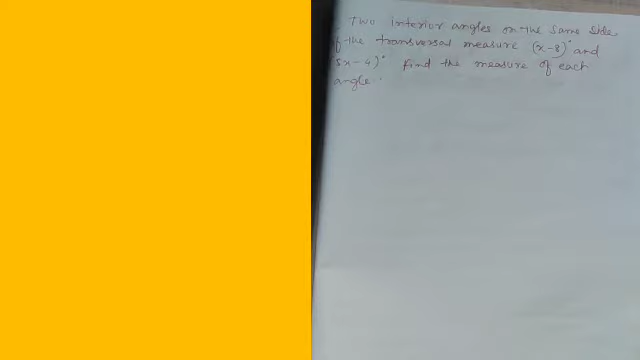 Two interior angles on the same side
of the transversal measure (x-8)° and
5x-4)° find the measure of each
angle.